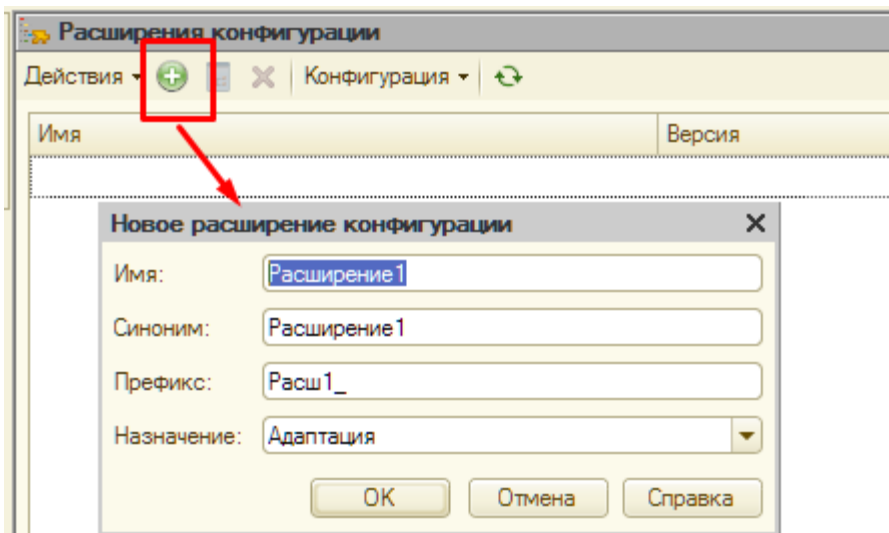 Расширения конфигурации
Действия Конфигурация
Имя Версия
Новое расширение конфигурации
Имя: Расширение1
Синоним: Расширение1
Префикс: Расш1_
Назначение: Адаптация
OK Отмена Справка